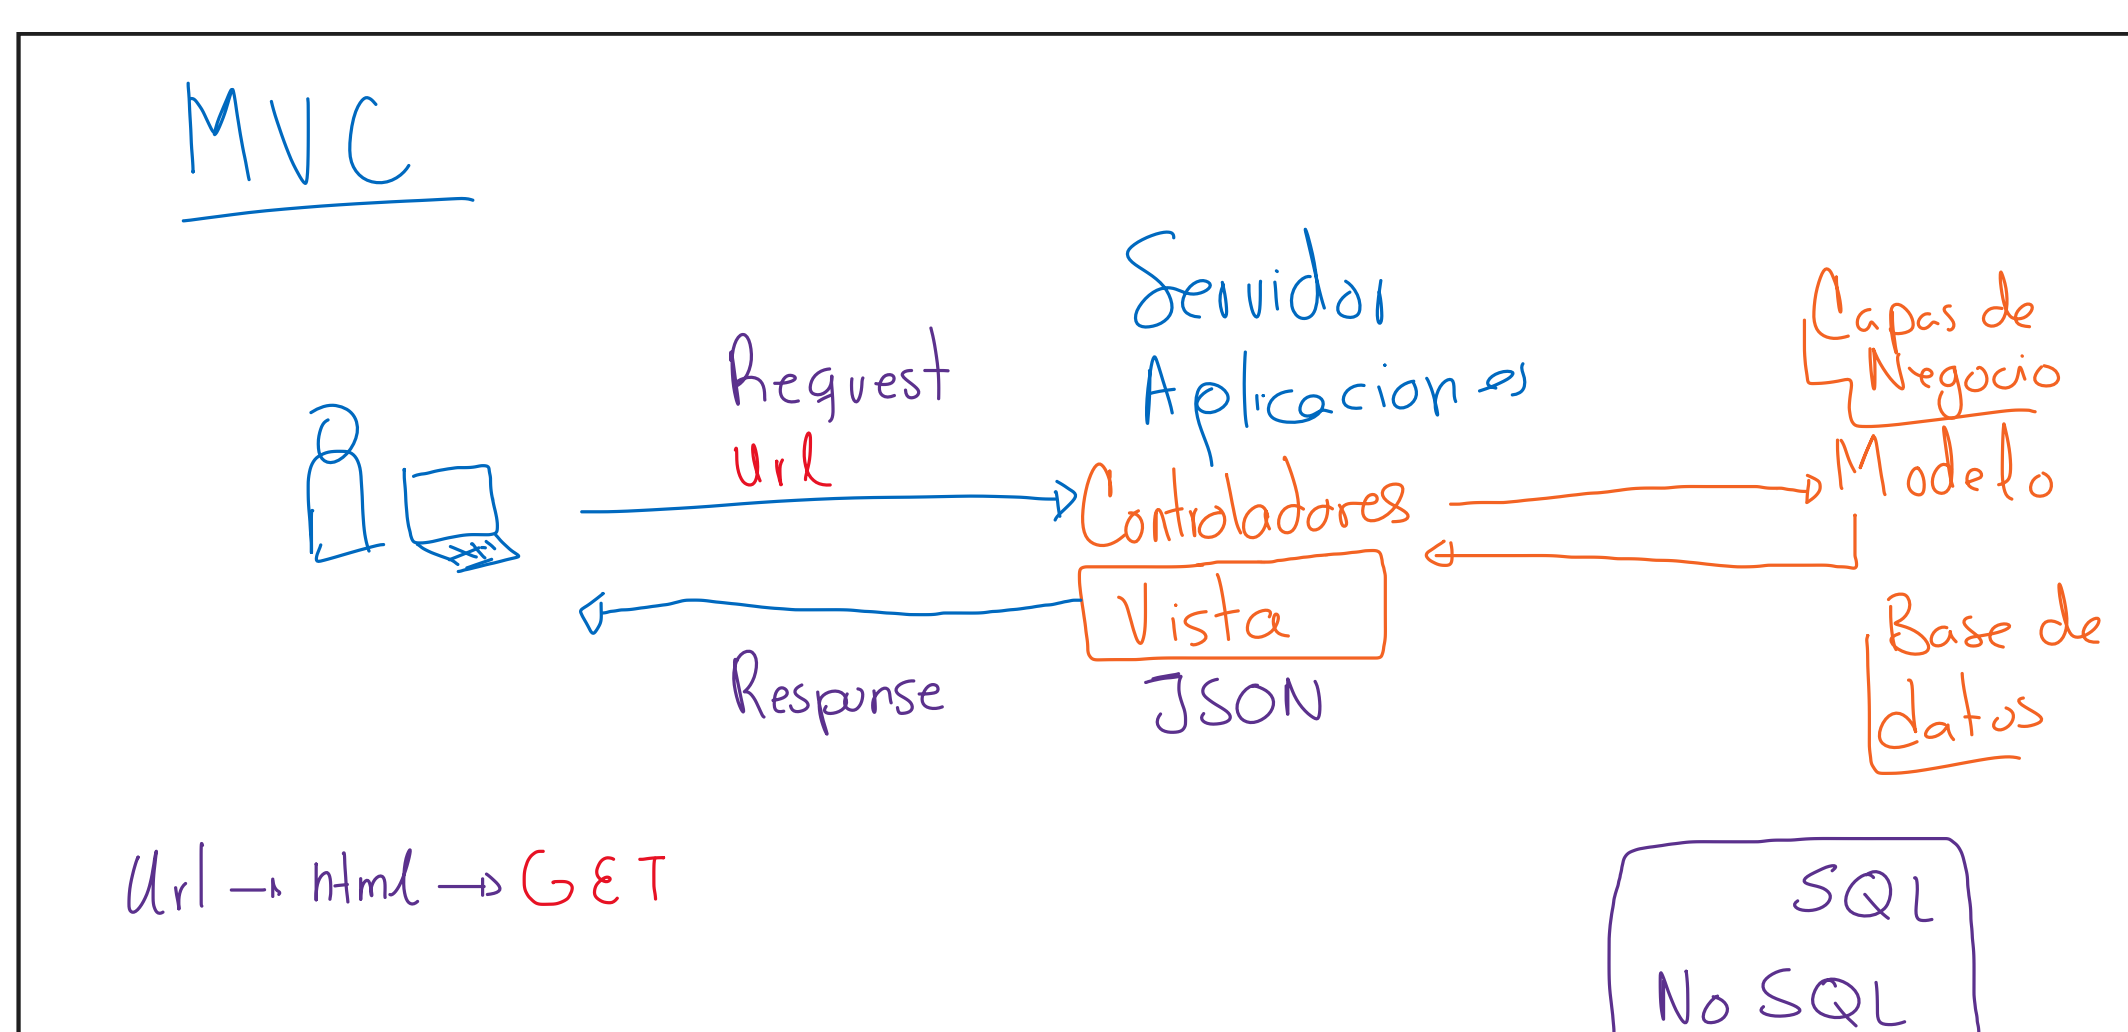 MVC
Servidor
Aplicaciones
Capas de
Negocio
Request
Url
Controladores
Modelo
Vista
Base de
datos
Response
JSON
Url → html → GET
SQL
No SQL